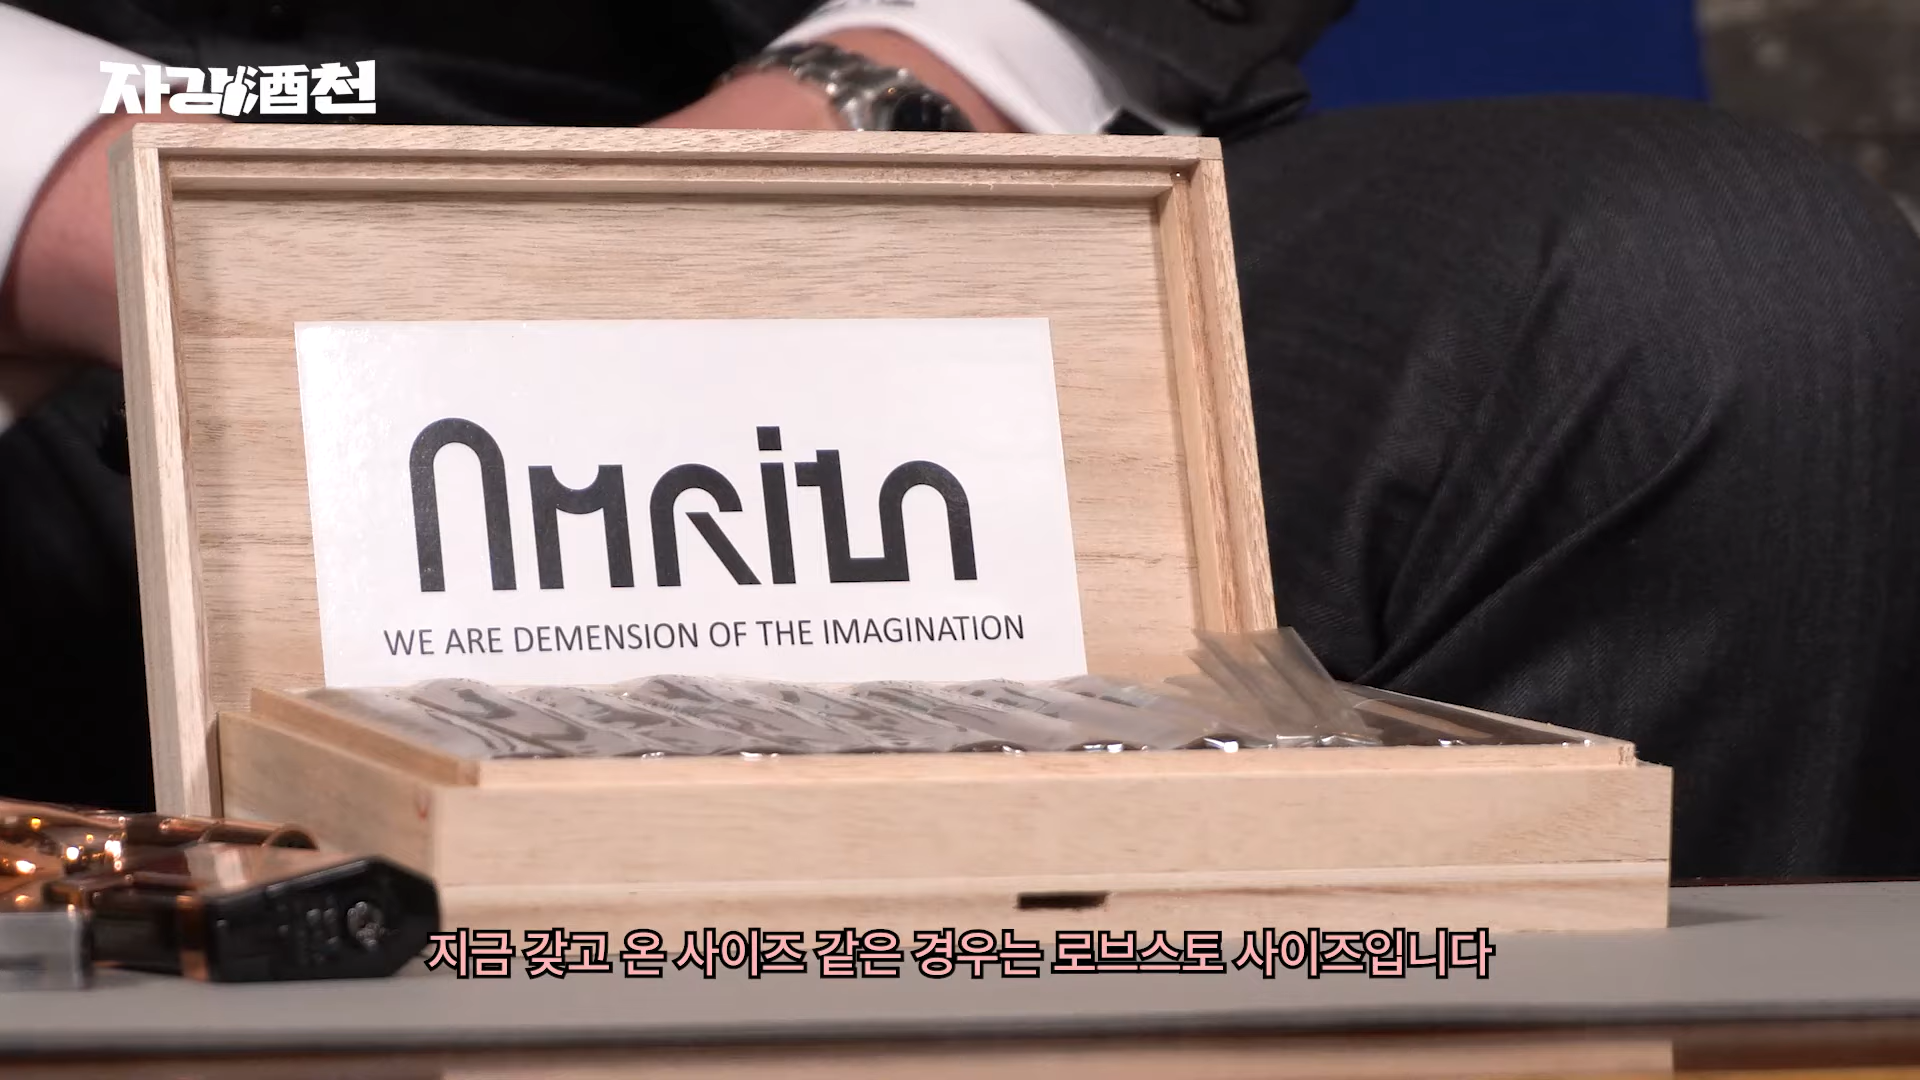 자강酒천
Amrita
WE ARE DEMENSION OF THE IMAGINATION
지금 갖고 온 사이즈 같은 경우는 로브스토 사이즈입니다